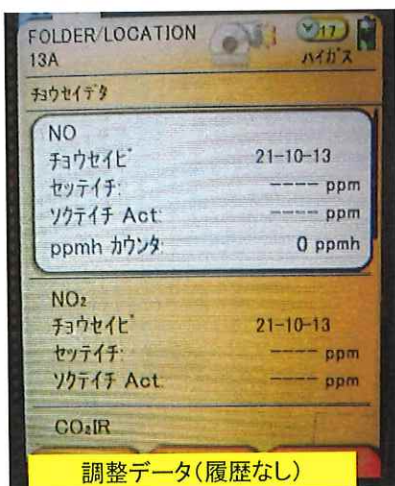 FOLDER/LOCATION
13A
17
ハイガス
チョウセイデタ
NO
チョウセイビ 21-10-13
セッテイチ: ---- ppm
ソクテイチ Act: ---- ppm
ppmh カウンタ: 0 ppmh
NO₂
チョウセイビ 21-10-13
セッテイチ: ---- ppm
ソクテイチ Act: ---- ppm
CO₂IR
調整データ(履歴なし)